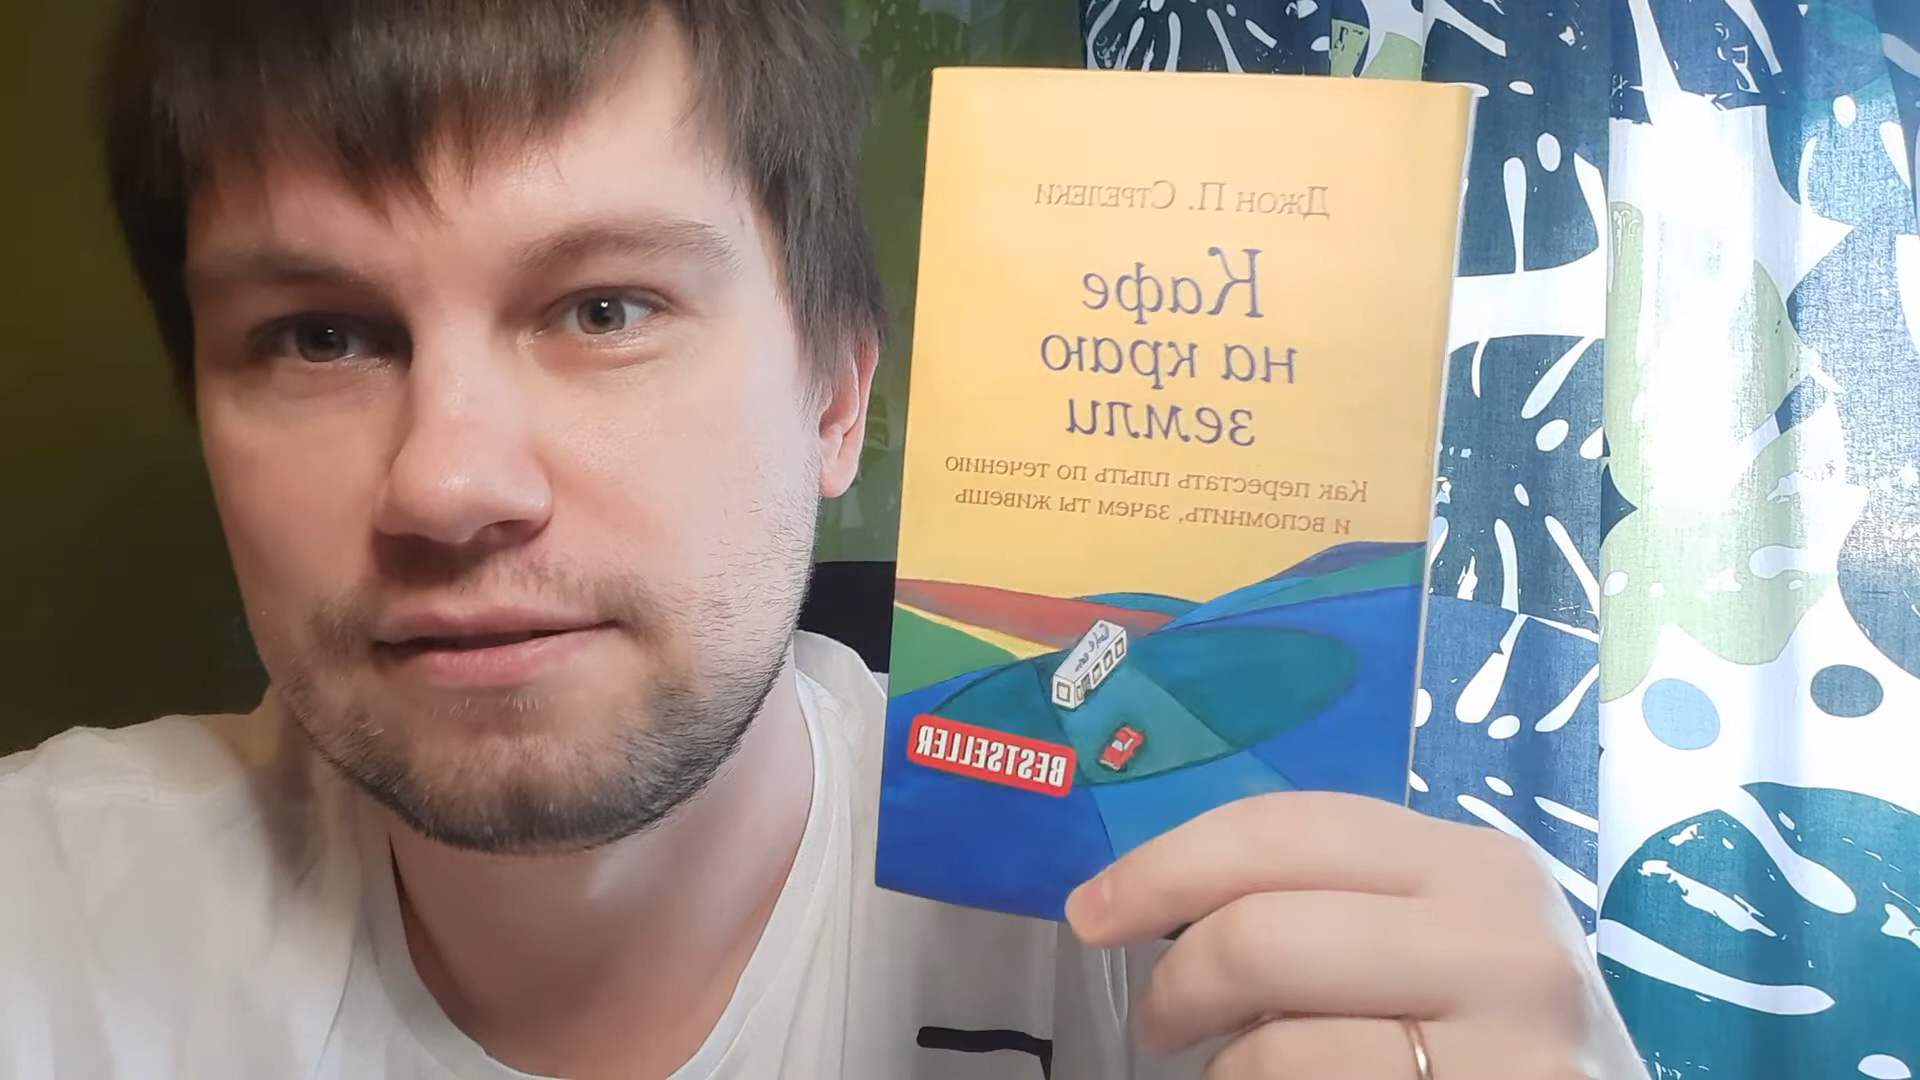 Джон П. Стрелеки
Кафе
на краю
земли
Как перестать плыть по течению
и вспомнить, зачем ты живешь
BESTSELLER